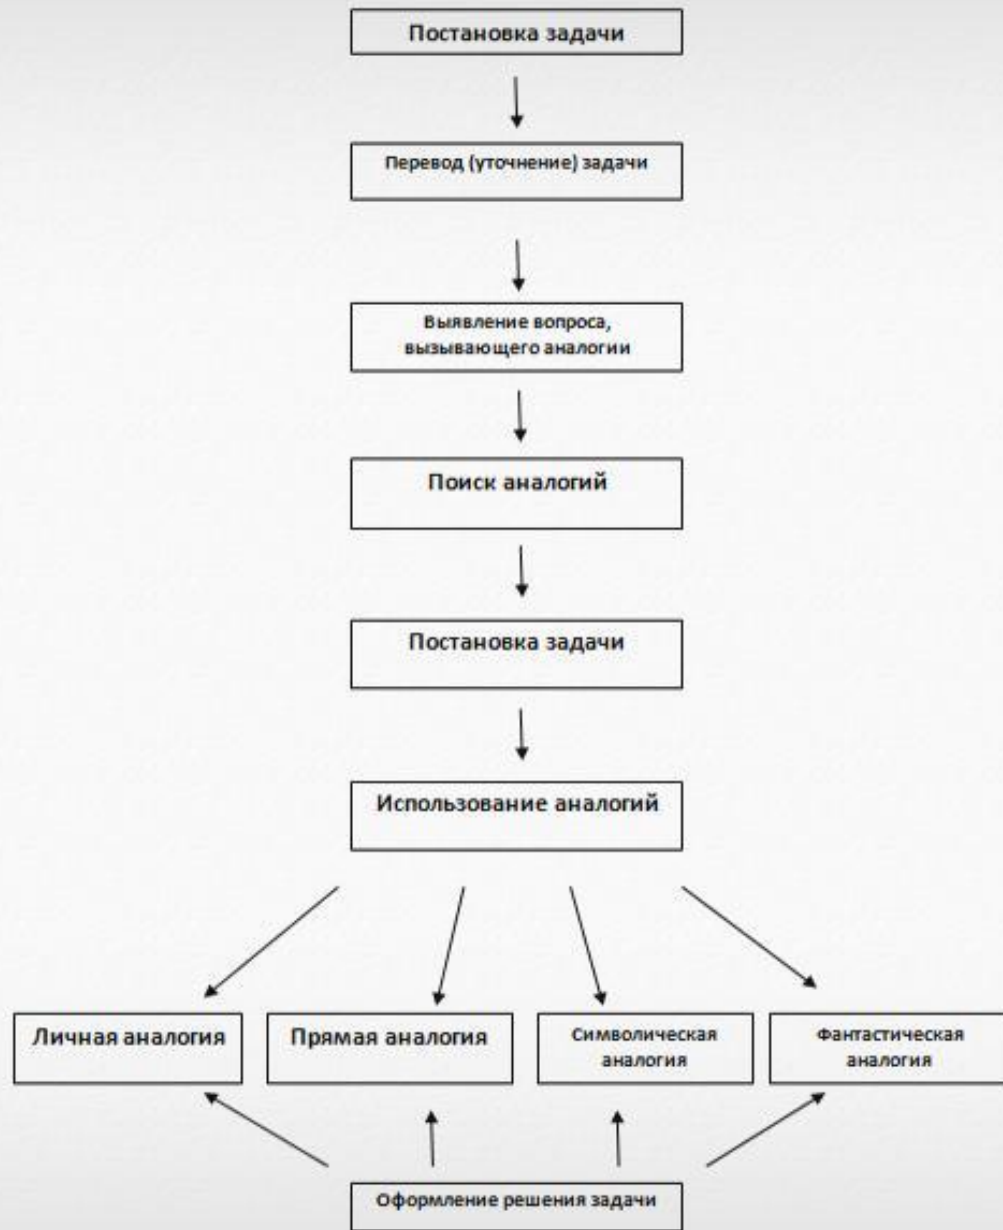 Постановка задачи
Перевод (уточнение) задачи
Выявление вопроса,
вызывающего аналогии
Поиск аналогий
Постановка задачи
Использование аналогий
Личная аналогия
Прямая аналогия
Символическая
аналогия
Фантастическая
аналогия
Оформление решения задачи